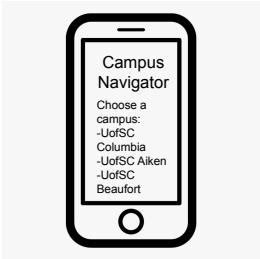 Campus
Navigator
Choose a
campus:
-UofSC
Columbia
-UofSC Aiken
-UofSC
Beaufort